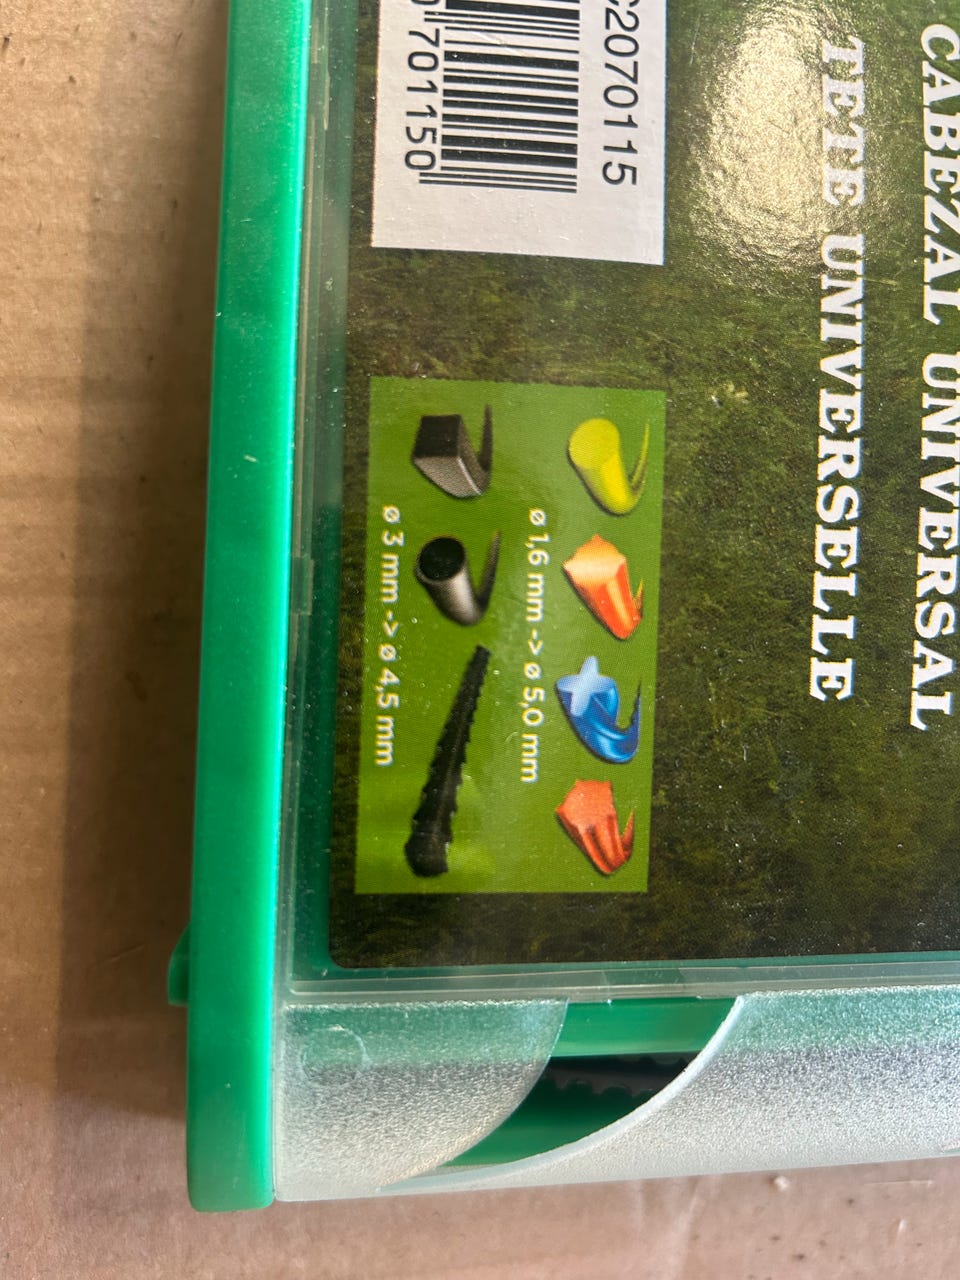 CABEZAL UNIVERSAL
TETE UNIVERSELLE
C2070115
701150
ø 1,6 mm -> ø 5,0 mm
ø 3 mm -> ø 4,5 mm